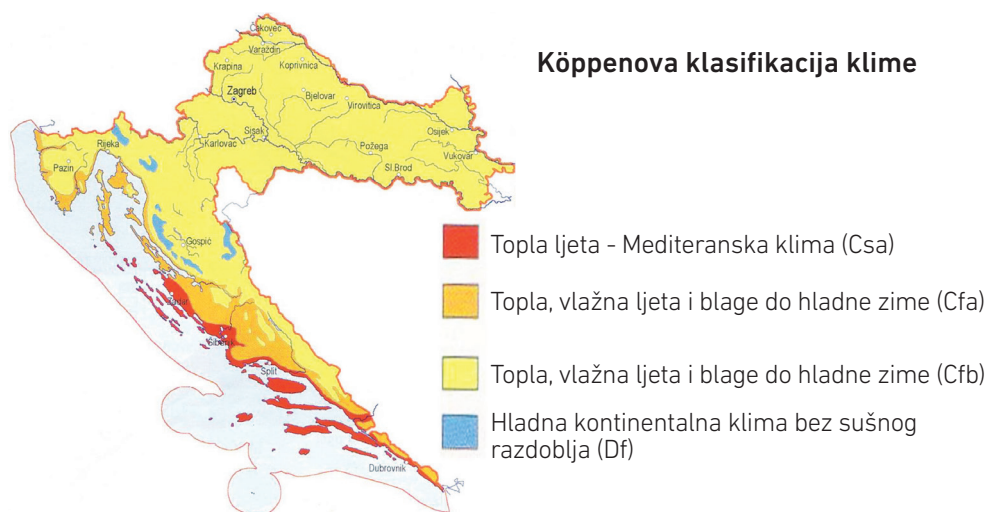 Köppenova klasifikacija klime
Čakovec
Varaždin
Krapina
Koprivnica
Zagreb
Bjelovar
Virovitica
Sisak
Osijek
Rijeka
Karlovac
Požega
Vukovar
Pazin
Sl.Brod
Gospić
Zadar
Šibenik
Split
Dubrovnik
Topla ljeta - Mediteranska klima (Csa)
Topla, vlažna ljeta i blage do hladne zime (Cfa)
Topla, vlažna ljeta i blage do hladne zime (Cfb)
Hladna kontinentalna klima bez sušnog
razdoblja (Df)